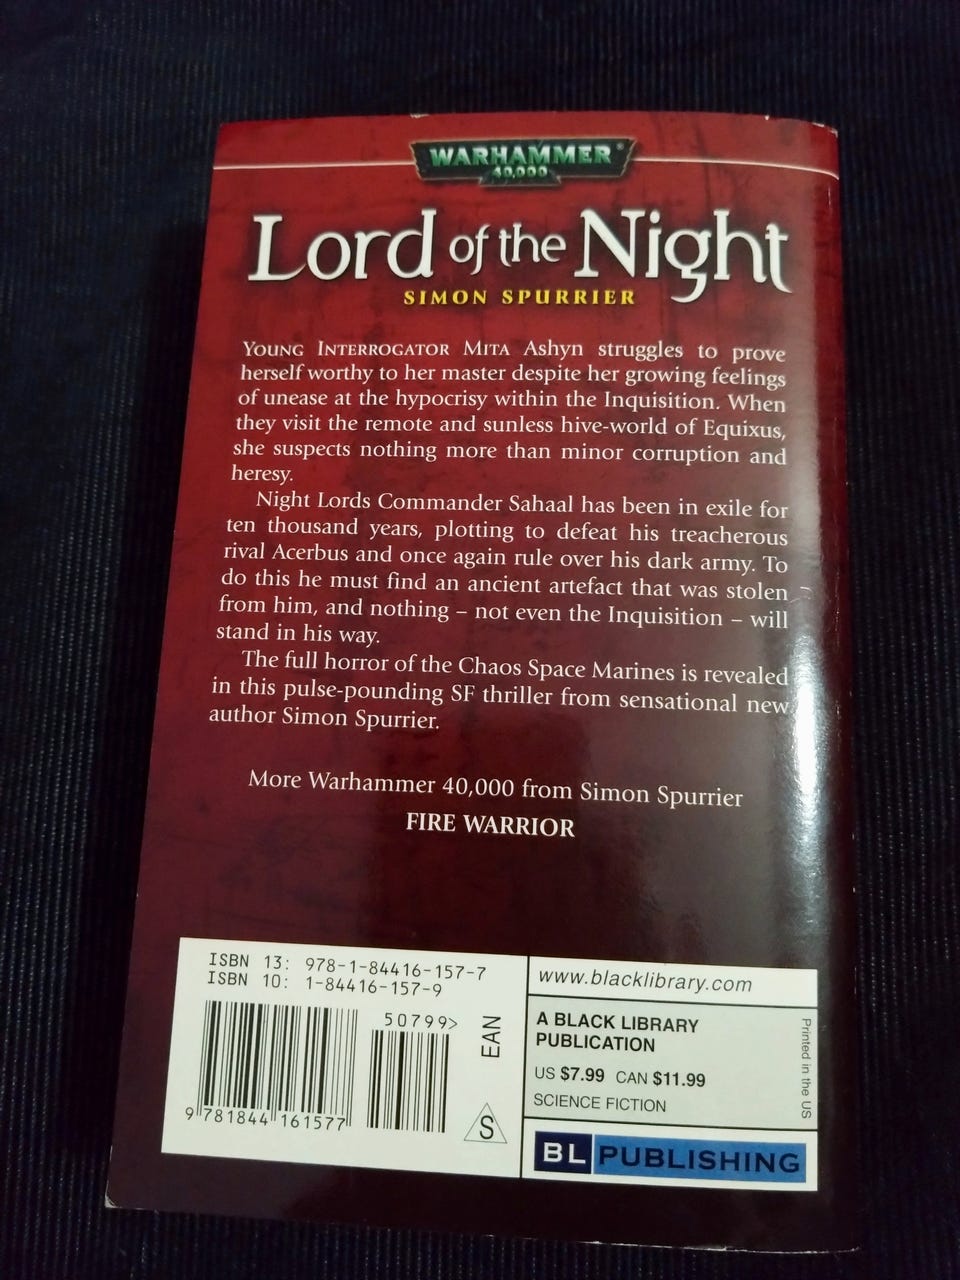 WARHAMMER®
40,000
Lord of the Night
SIMON SPURRIER
YOUNG INTERROGATOR MITA Ashyn struggles to prove
herself worthy to her master despite her growing feelings
of unease at the hypocrisy within the Inquisition. When
they visit the remote and sunless hive-world of Equixus,
she suspects nothing more than minor corruption and
heresy.
Night Lords Commander Sahaal has been in exile for
ten thousand years, plotting to defeat his treacherous
rival Acerbus and once again rule over his dark army. To
do this he must find an ancient artefact that was stolen
from him, and nothing – not even the Inquisition – will
stand in his way.
The full horror of the Chaos Space Marines is revealed
in this pulse-pounding SF thriller from sensational new
author Simon Spurrier.
More Warhammer 40,000 from Simon Spurrier
FIRE WARRIOR
ISBN 13: 978-1-84416-157-7
ISBN 10: 1-84416-157-9
50799>
EAN
9 781844 161577
S
www.blacklibrary.com
A BLACK LIBRARY
PUBLICATION
US $7.99 CAN $11.99
SCIENCE FICTION
Printed in the US
BL PUBLISHING